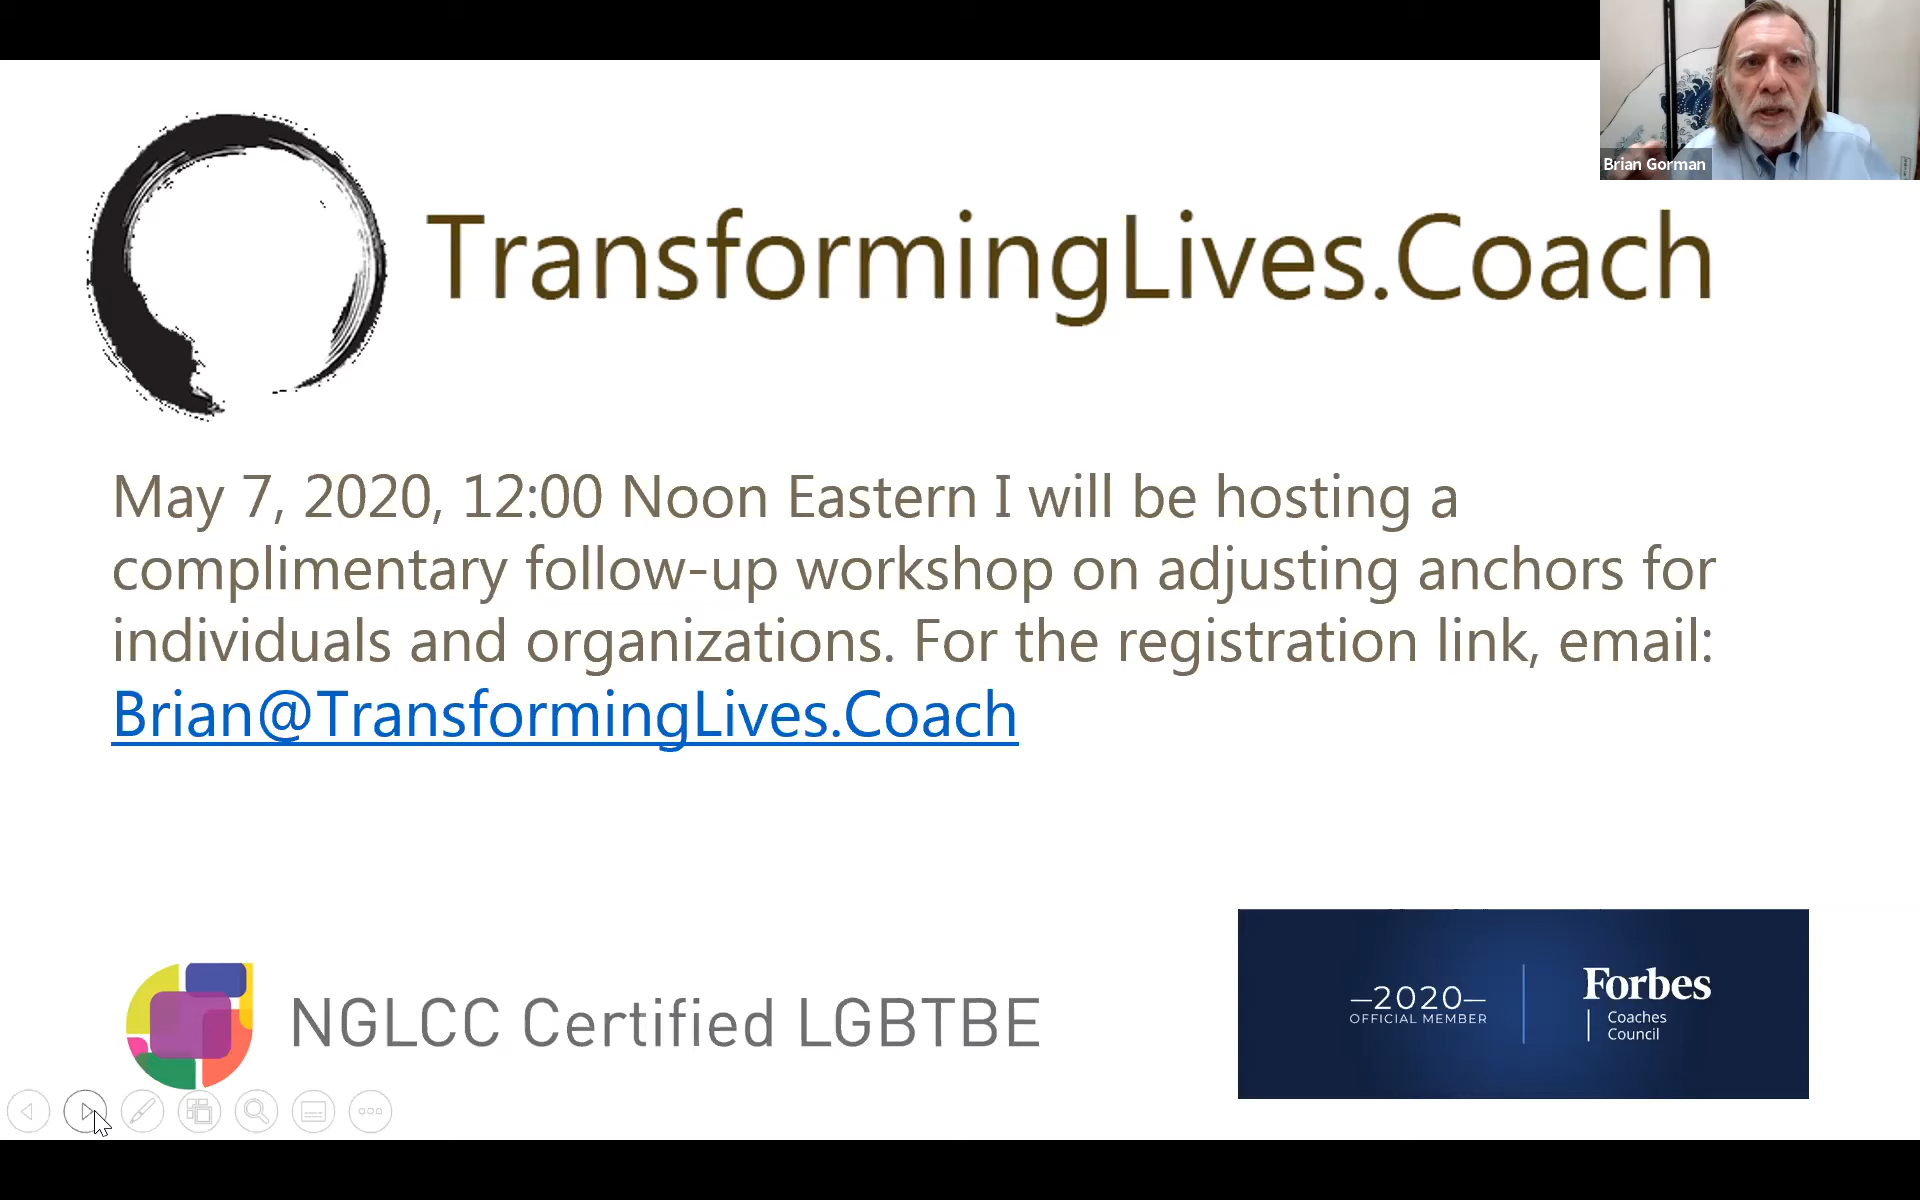 Brian Gorman
TransformingLives.Coach
May 7, 2020, 12:00 Noon Eastern I will be hosting a
complimentary follow-up workshop on adjusting anchors for
individuals and organizations. For the registration link, email:
Brian@TransformingLives.Coach
NGLCC Certified LGBTBE
—2020—
OFFICIAL MEMBER
Forbes
Coaches
Council